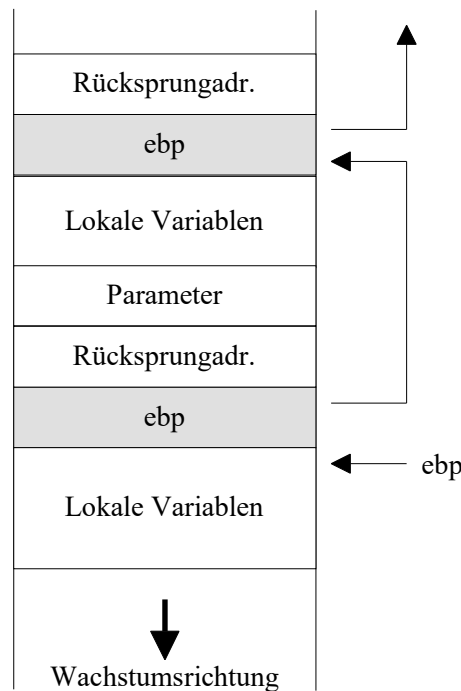 Rücksprungadr.
ebp
Lokale Variablen
Parameter
Rücksprungadr.
ebp
ebp
Lokale Variablen
Wachstumsrichtung